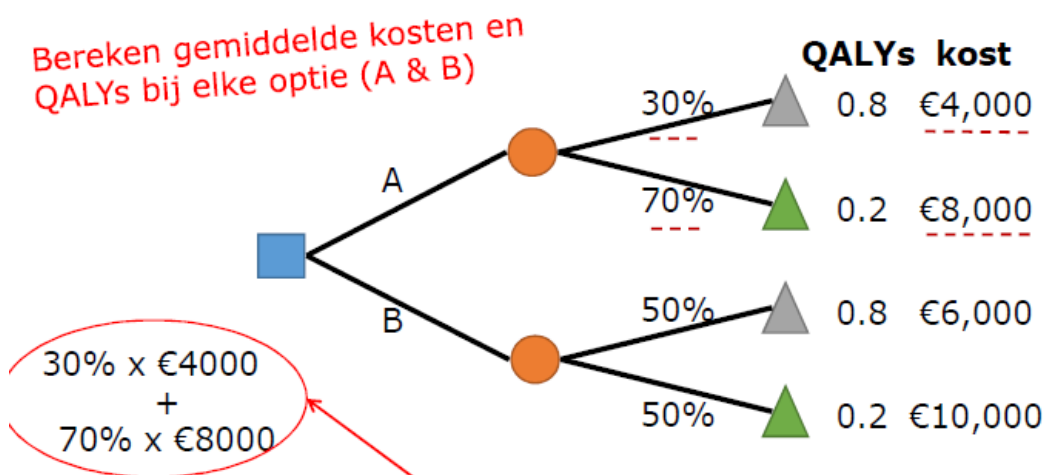 Bereken gemiddelde kosten en
QALYs bij elke optie (A & B)
QALYs kost
30% 0.8 €4,000
A
70% 0.2 €8,000
B
50% 0.8 €6,000
50% 0.2 €10,000
30% x €4000
+
70% x €8000